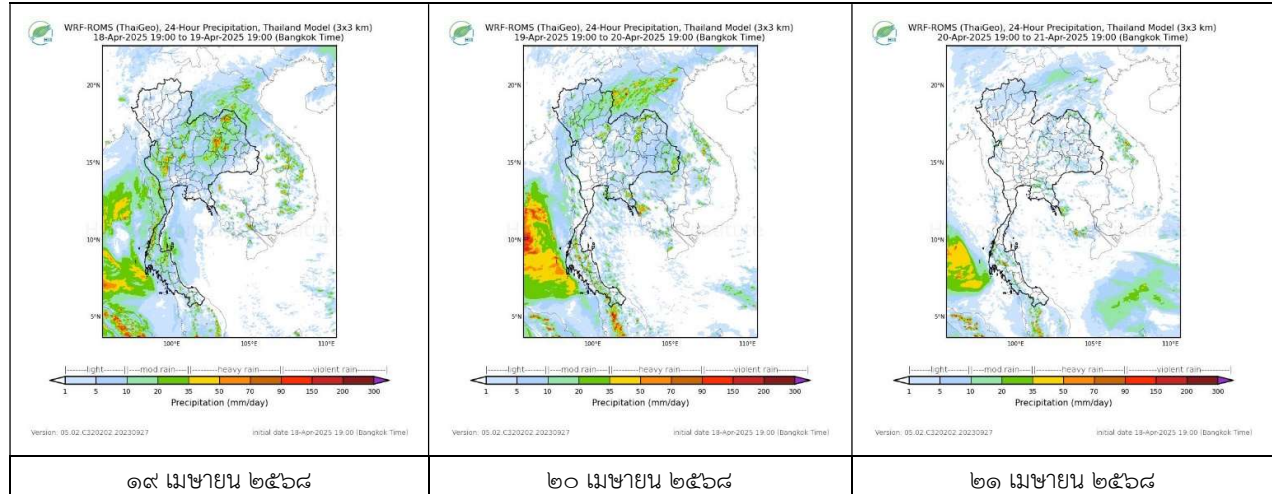 WRF-ROMS (ThaiGeo), 24-Hour Precipitation, Thailand Model (3x3 km)
18-Apr-2025 19:00 to 19-Apr-2025 19:00 (Bangkok Time)
20°N
15°N
10°N
5°N
100°E 105°E 110°E
|------light------||----mod rain----||------heavy rain------||------violent rain------|
1 5 10 20 35 50 70 90 150 200 300
Precipitation (mm/day)
Version: 05.02.C320202.20230927 initial date 18-Apr-2025 19:00 (Bangkok Time)
๑๙ เมษายน ๒๕๖๘
WRF-ROMS (ThaiGeo), 24-Hour Precipitation, Thailand Model (3x3 km)
19-Apr-2025 19:00 to 20-Apr-2025 19:00 (Bangkok Time)
20°N
15°N
10°N
5°N
100°E 105°E 110°E
|------light------||----mod rain----||------heavy rain------||------violent rain------|
1 5 10 20 35 50 70 90 150 200 300
Precipitation (mm/day)
Version: 05.02.C320202.20230927 initial date 18-Apr-2025 19:00 (Bangkok Time)
๒๐ เมษายน ๒๕๖๘
WRF-ROMS (ThaiGeo), 24-Hour Precipitation, Thailand Model (3x3 km)
20-Apr-2025 19:00 to 21-Apr-2025 19:00 (Bangkok Time)
20°N
15°N
10°N
5°N
100°E 105°E 110°E
|------light------||----mod rain----||------heavy rain------||------violent rain------|
1 5 10 20 35 50 70 90 150 200 300
Precipitation (mm/day)
Version: 05.02.C320202.20230927 initial date 18-Apr-2025 19:00 (Bangkok Time)
๒๑ เมษายน ๒๕๖๘